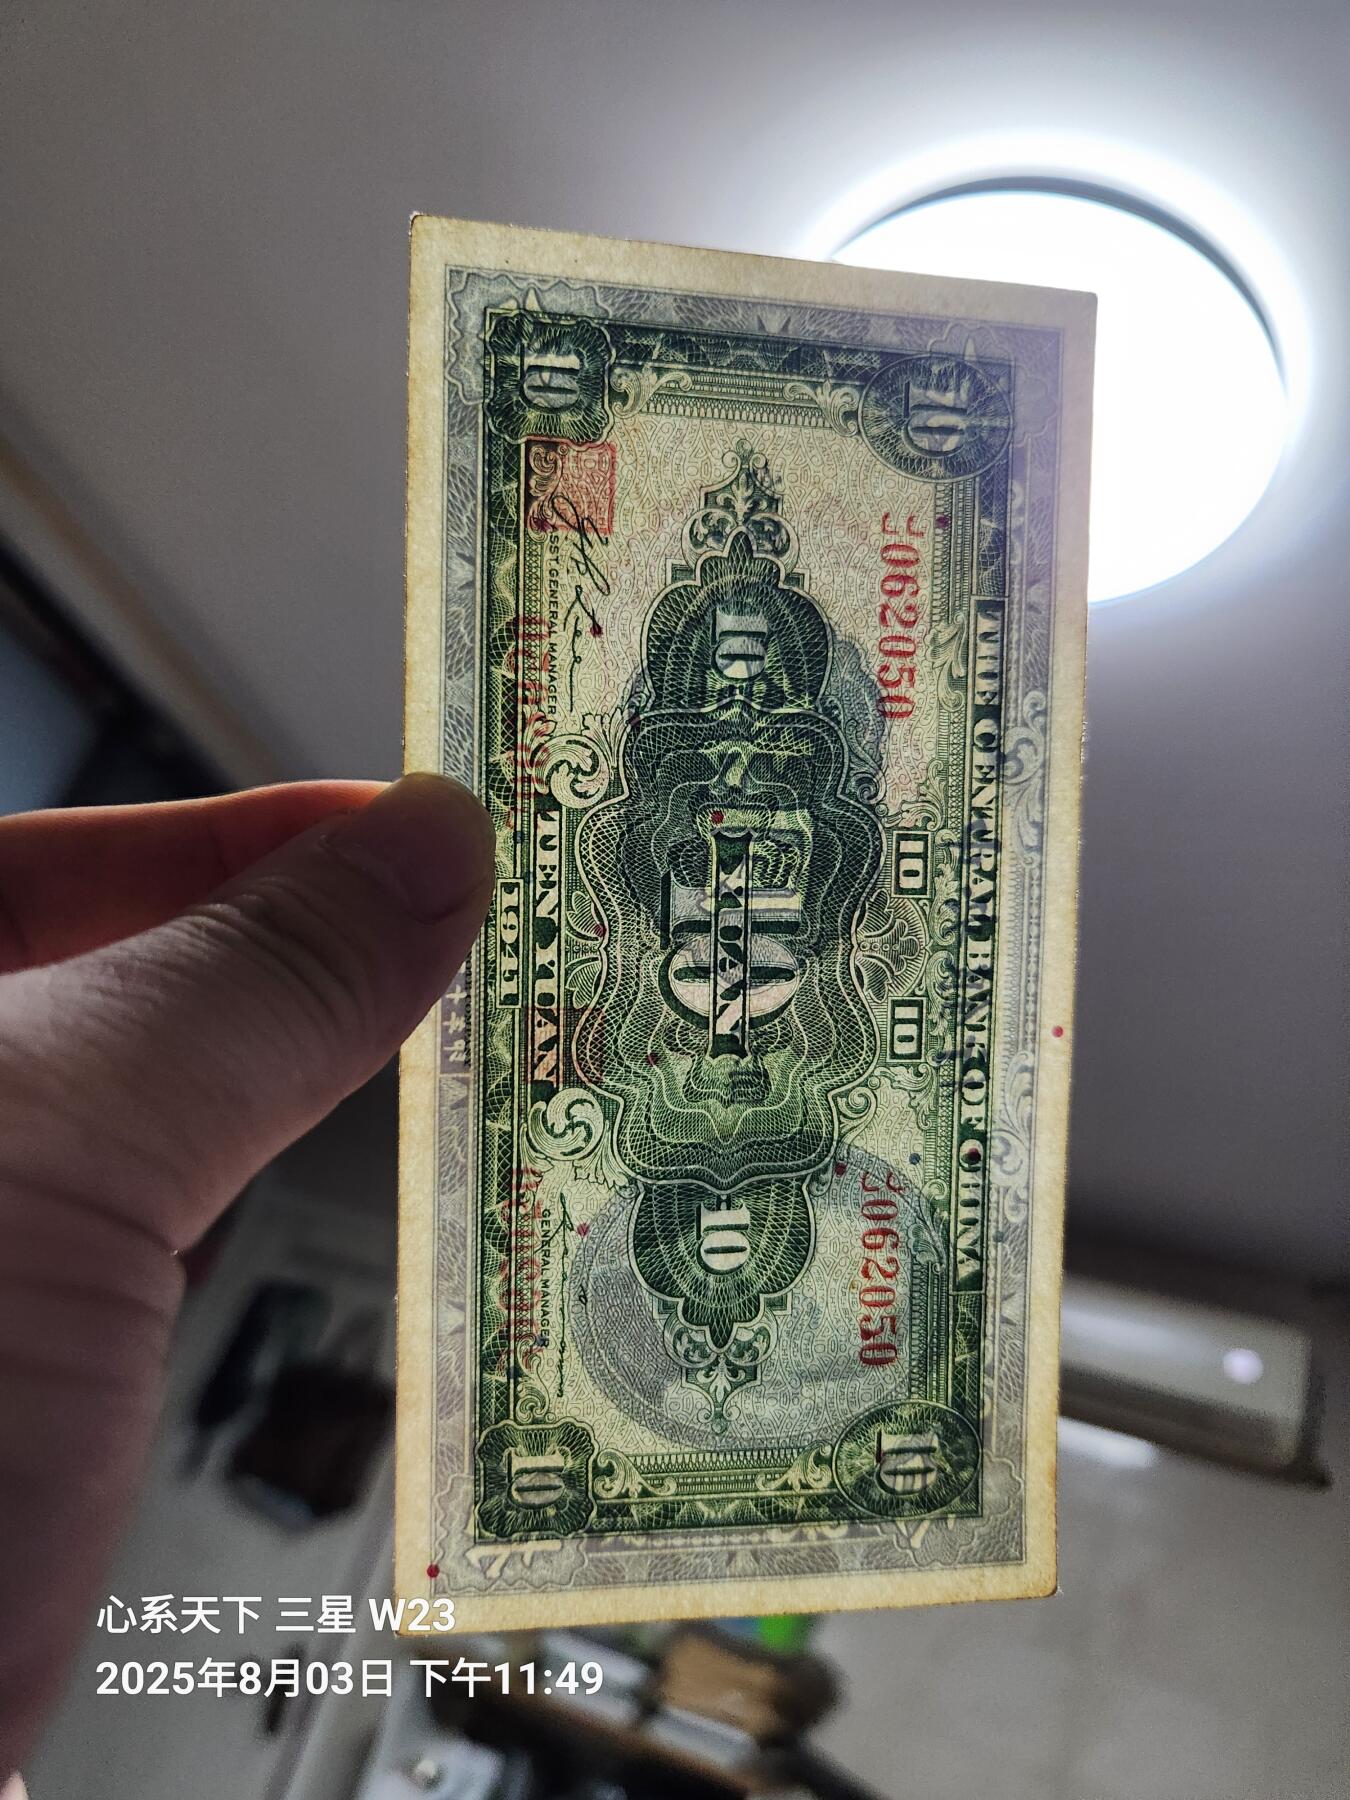 THE CENTRAL BANK OF CHINA
10
10
J062050
J062050
10
10
10
10
10
YUAN
10
ASST. GENERAL MANAGER
GENERAL MANAGER
TEN YUAN
10
1941
10
心系天下 三星 W23
2025年8月03日 下午11:49